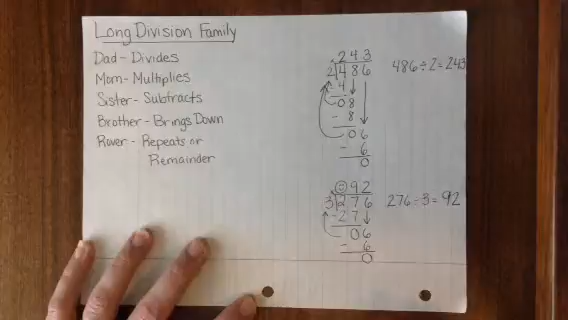 Long Division Family
Dad - Divides
Mom - Multiplies
Sister - Subtracts
Brother - Brings Down
Rover - Repeats or
Remainder
243
2 486
- 4
08
- 8
06
- 6
0
486 ÷ 2 = 243
92
3 276
- 27
06
- 6
0
276 ÷ 3 = 92